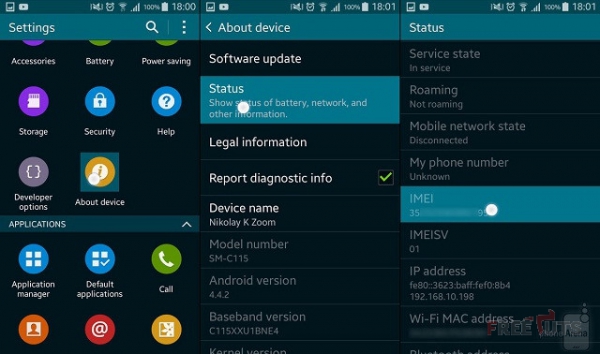 100% 18:00
Settings
Accessories
Battery
Power saving
Storage
Security
Help
Developer options
About device
APPLICATIONS
Application manager
Default applications
Call
100% 18:01
About device
Software update
Status
Show status of battery, network, and
other information.
Legal information
Report diagnostic info
Device name
Nikolay K Zoom
Model number
SM-C115
Android version
4.4.2
Baseband version
C115XXU1BNE4
Kernel version
100% 18:01
Status
Service state
In service
Roaming
Not roaming
Mobile network state
Disconnected
My phone number
Unknown
IMEI
35
IMEISV
01
IP address
fe80::3623:baff:fef0:8b4
192.168.10.198
Wi-Fi MAC address
Bluetooth address